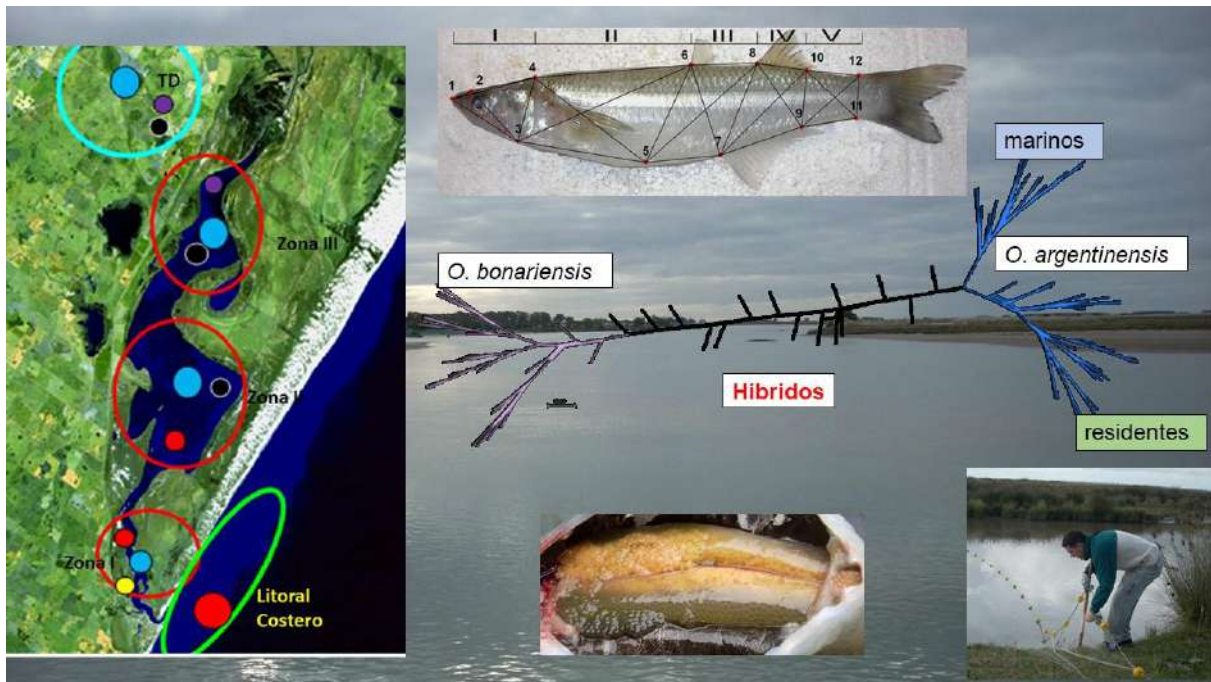 TD
Zona III
Zona I
Zona I
Litoral
Costero
I II III IV V
1 2 4 6 8 10 12
3 5 7 9 11
marinos
O. argentinensis
O. bonariensis
Hibridos
residentes